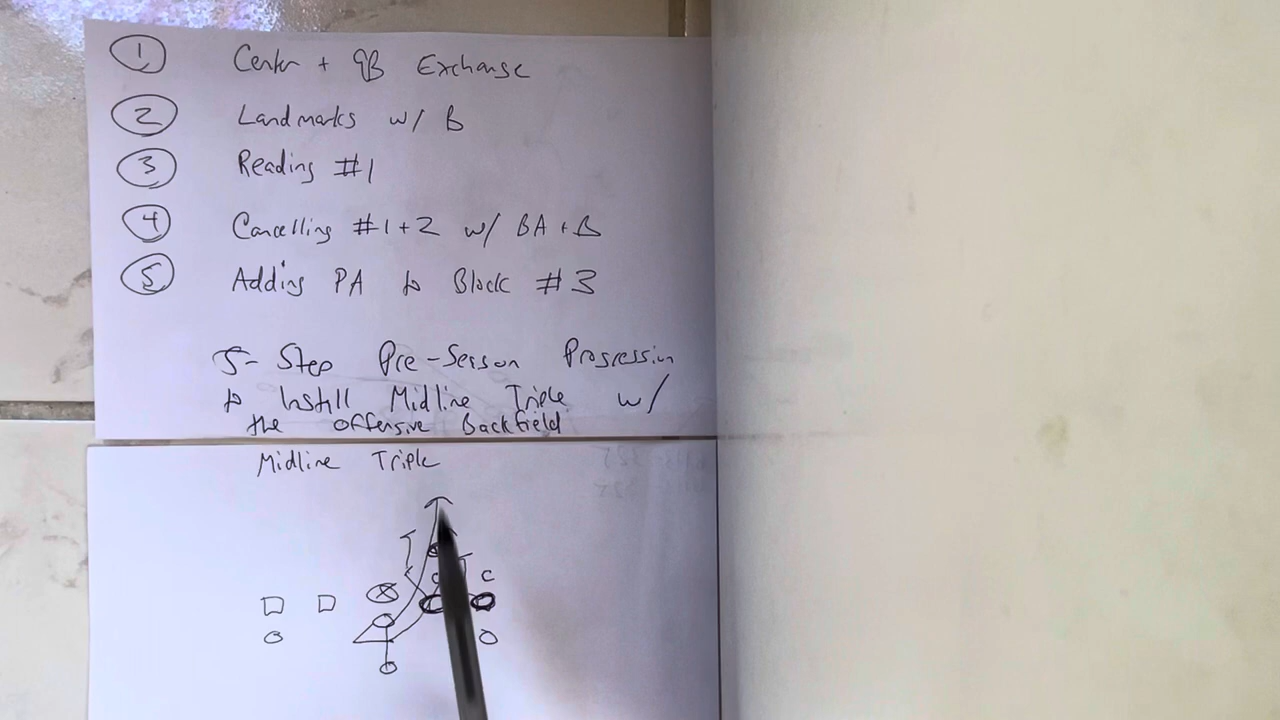 1 Center + QB Exchange
2 Landmarks w/ B
3 Reading #1
4 Cancelling #1+2 w/ BA + B
5 Adding PA to Block #3
5-Step Pre-Season Progression
to Install Midline Triple w/
the offensive Backfield
Midline Triple
C C